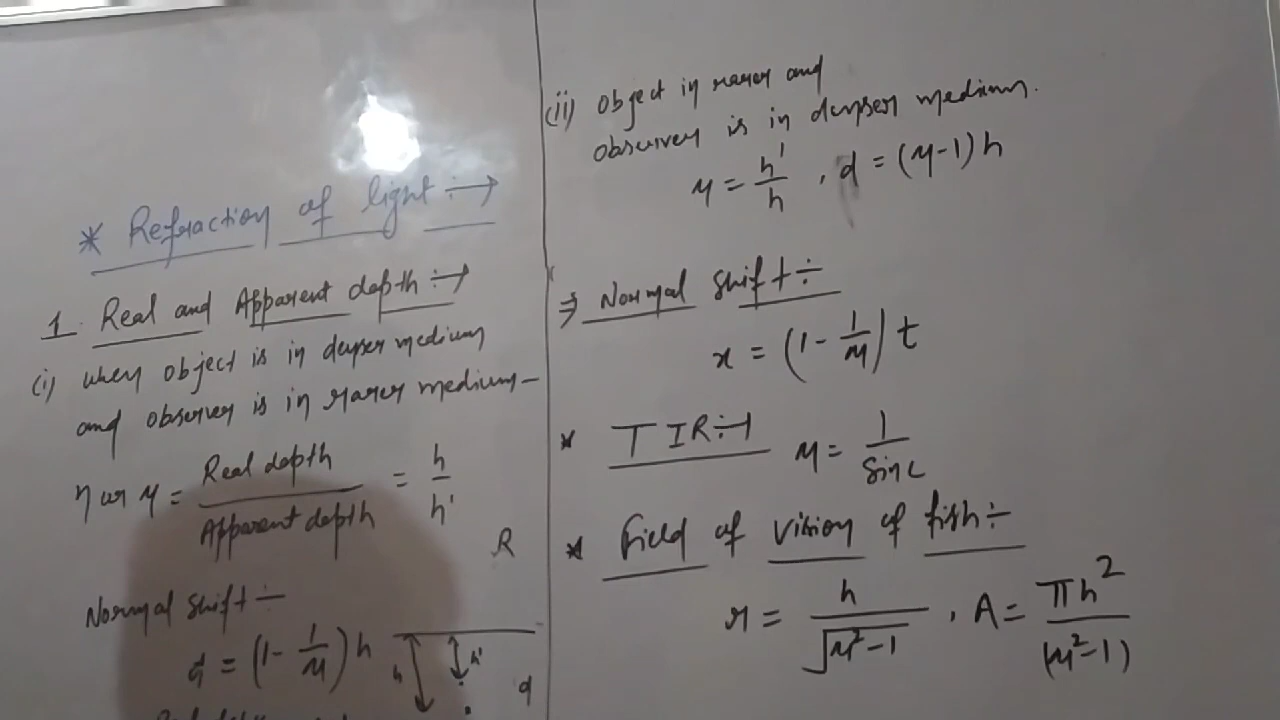 * Refraction of light ÷→
1. Real and Apparent depth ÷→
(i) when object is in denser medium
and observer is in rarer medium -
η or μ = Real depth / Apparent depth = h / h'
Normal shift ÷
d = (1 - 1/μ) h
R
h
h'
d
(ii) object in rarer and
observer is in denser medium.
μ = h'/h , d = (μ-1) h
⇒ Normal shift ÷
x = (1 - 1/μ) t
* TIR ÷→ μ = 1/sin c
* Field of vision of fish ÷
r = h/√(μ²-1) , A = πh²/(μ²-1)